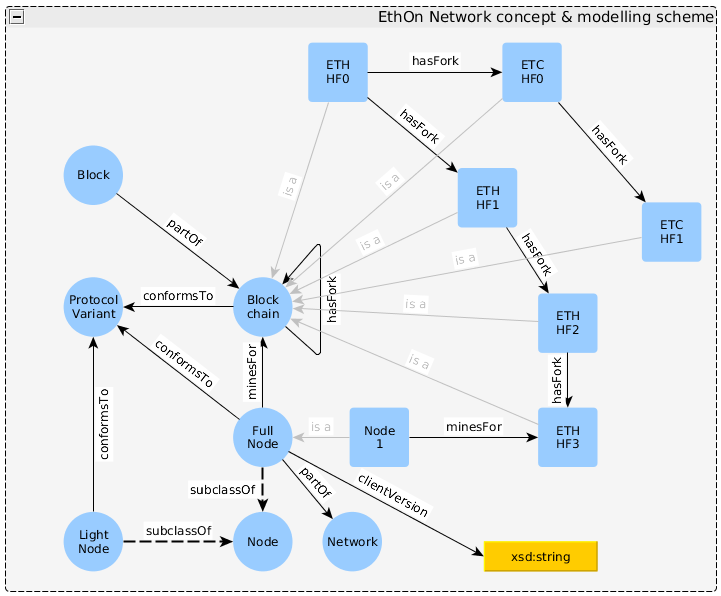 EthOn Network concept & modelling scheme
ETH
HF0
hasFork
ETC
HF0
hasFork
hasFork
is a
is a
Block
ETH
HF1
ETC
HF1
partOf
is a
hasFork
is a
Protocol
Variant
conformsTo
Block
chain
hasFork
is a
ETH
HF2
conformsTo
minesFor
is a
hasFork
conformsTo
Full
Node
is a
Node
1
minesFor
ETH
HF3
subclassOf
partOf
clientVersion
Light
Node
subclassOf
Node
Network
xsd:string